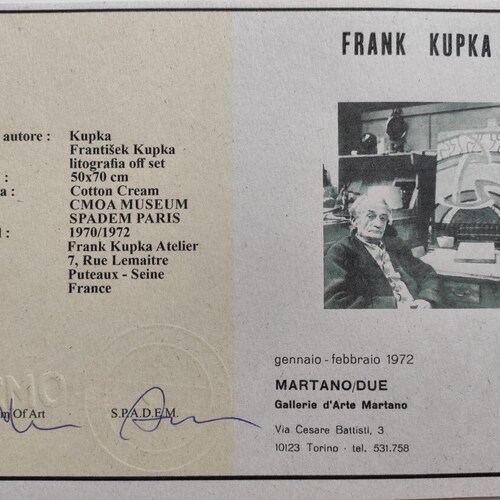 autore : Kupka
František Kupka
litografia off set
: 50x70 cm
a : Cotton Cream
CMOA MUSEUM
SPADEM PARIS
: 1970/1972
Frank Kupka Atelier
7, Rue Lemaitre
Puteaux - Seine
France
Of Art
S.P.A.D.E.M.
FRANK KUPKA
gennaio - febbraio 1972
MARTANO/DUE
Gallerie d'Arte Martano
Via Cesare Battisti, 3
10123 Torino - tel. 531.758